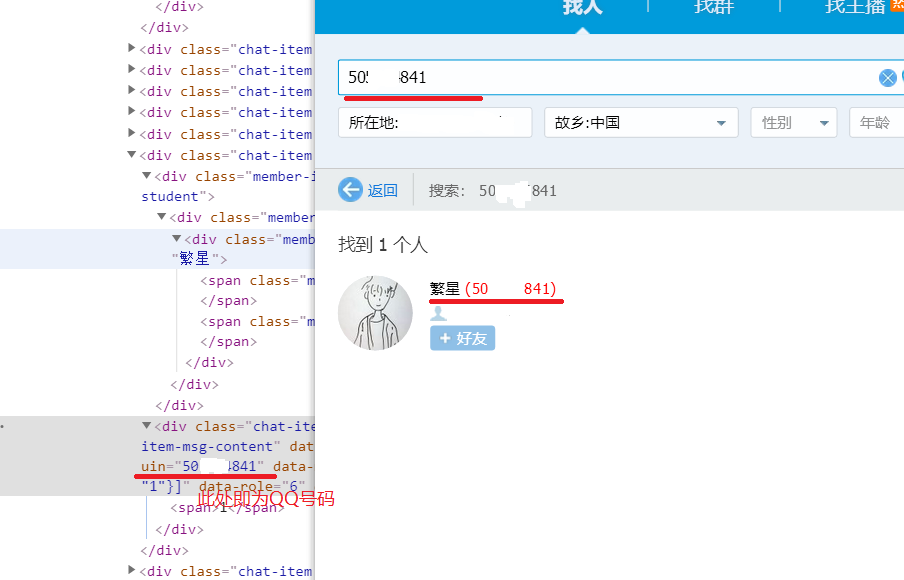 </div>
</div>
<div class="chat-item
<div class="chat-item
<div class="chat-item
<div class="chat-item
<div class="chat-item
<div class="chat-item
<div class="member-i
student">
<div class="member
<div class="memb
"繁星">
<span class="m
</span>
<span class="m
</span>
</div>
</div>
</div>
<div class="chat-ite
item-msg-content" dat
uin="50 841" data-
"1"}]" data-role="6"
此处即为QQ号码
<span>1</span>
</div>
</div>
<div class="chat-item
找人 找群 找主播
505 841
所在地:
故乡:中国
性别
年龄
返回
搜索: 50 841
找到 1 个人
繁星 (50 841)
+ 好友